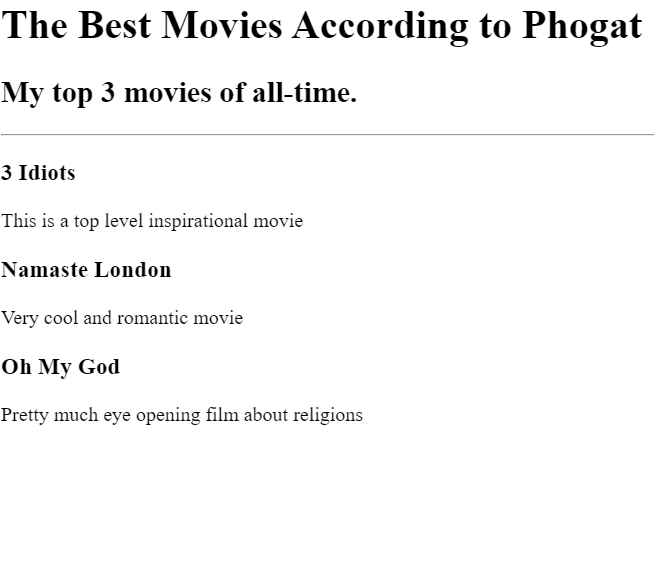 The Best Movies According to Phogat
My top 3 movies of all-time.
3 Idiots
This is a top level inspirational movie
Namaste London
Very cool and romantic movie
Oh My God
Pretty much eye opening film about religions